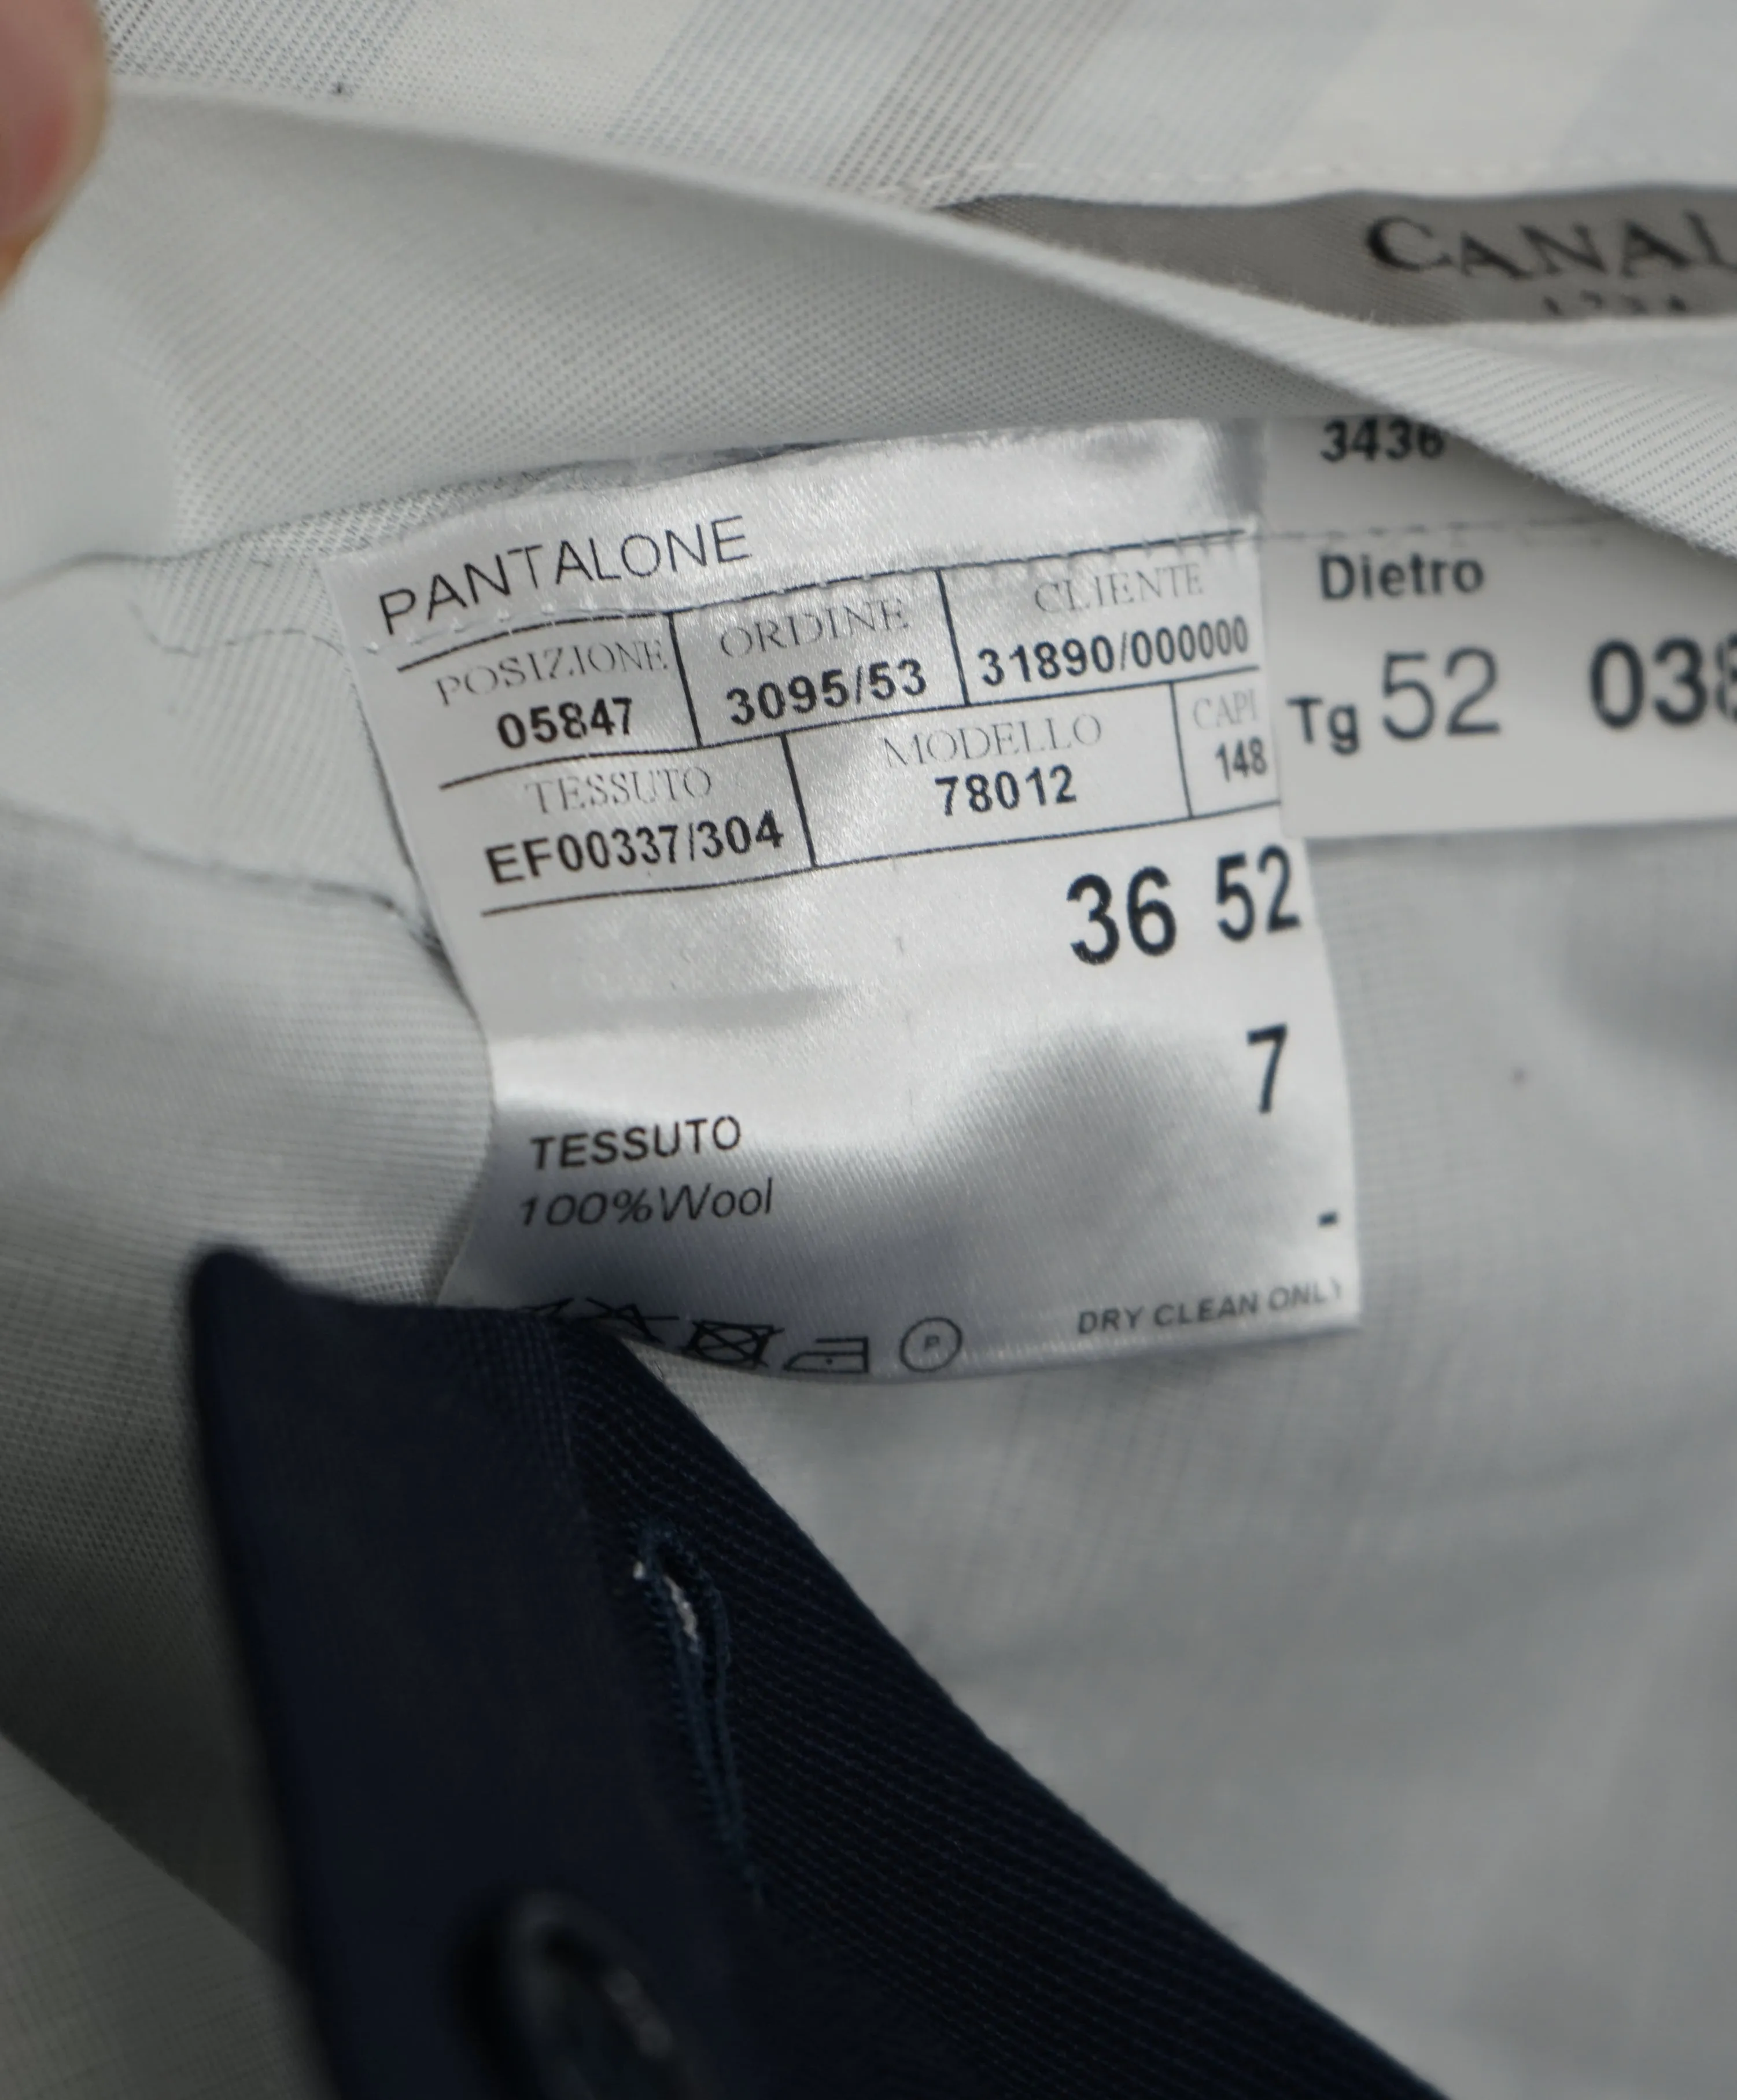 CANAL
3436
PANTALONE
Dietro
POSIZIONE ORDINE CLIENTE
05847 3095/53 31890/000000
Tg 52 038
TESSUTO MODELLO CAPI
EF00337/304 78012 148
36 52
7
TESSUTO
100%Wool
-
P DRY CLEAN ONLY